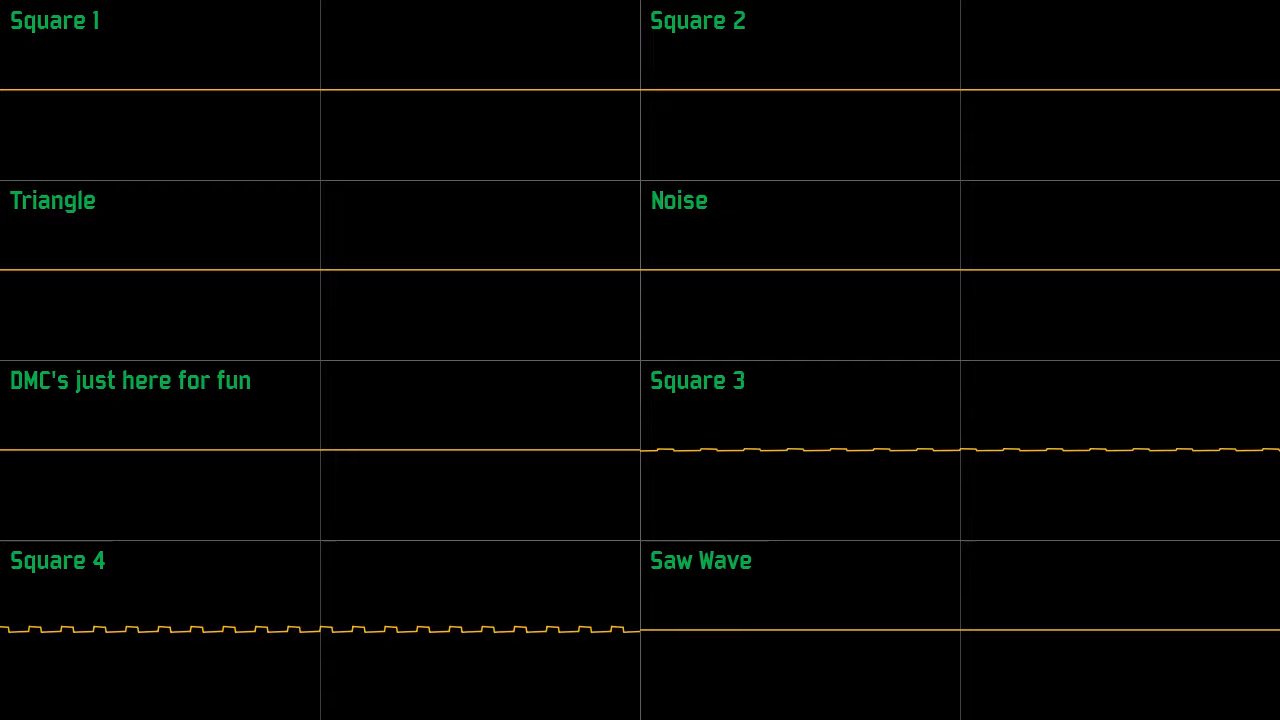 Square 1
Square 2
Triangle
Noise
DMC's just here for fun
Square 3
Square 4
Saw Wave